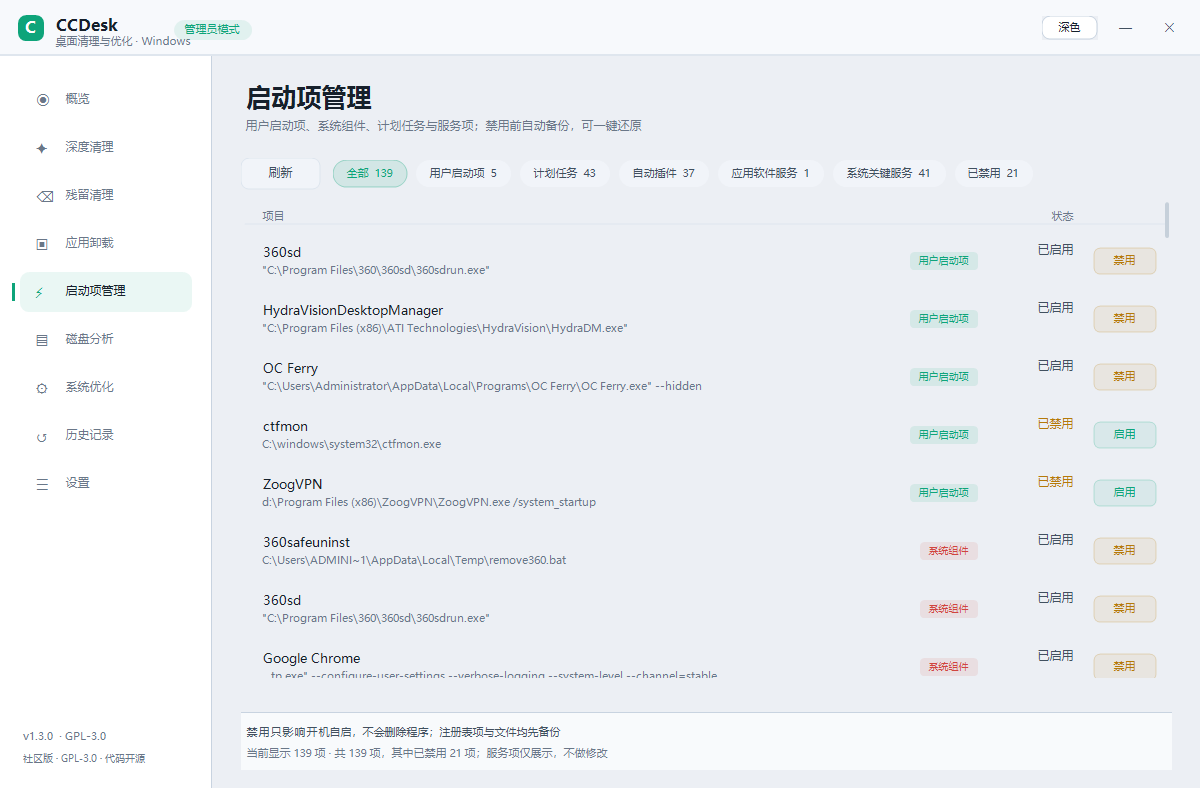 C
CCDesk
桌面清理与优化 · Windows
管理员模式
深色
概览
深度清理
残留清理
应用卸载
启动项管理
磁盘分析
系统优化
历史记录
设置
v1.3.0 · GPL-3.0
社区版 · GPL-3.0 · 代码开源
启动项管理
用户启动项、系统组件、计划任务与服务项；禁用前自动备份，可一键还原
刷新 全部 139 用户启动项 5 计划任务 43 自动插件 37 应用软件服务 1 系统关键服务 41 已禁用 21
项目 状态
360sd
"C:\Program Files\360\360sd\360sdrun.exe"
用户启动项 已启用 禁用
HydraVisionDesktopManager
"C:\Program Files (x86)\ATI Technologies\HydraVision\HydraDM.exe"
用户启动项 已启用 禁用
OC Ferry
"C:\Users\Administrator\AppData\Local\Programs\OC Ferry\OC Ferry.exe" --hidden
用户启动项 已启用 禁用
ctfmon
C:\windows\system32\ctfmon.exe
用户启动项 已禁用 启用
ZoogVPN
d:\Program Files (x86)\ZoogVPN\ZoogVPN.exe /system_startup
用户启动项 已禁用 启用
360safeuninst
C:\Users\ADMINI~1\AppData\Local\Temp\remove360.bat
系统组件 已启用 禁用
360sd
"C:\Program Files\360\360sd\360sdrun.exe"
系统组件 已启用 禁用
Google Chrome
tp.exe" --configure-user-settings --verbose-logging --system-level --channel=stable
系统组件 已启用 禁用
禁用只影响开机自启，不会删除程序；注册表项与文件均先备份
当前显示 139 项 · 共 139 项，其中已禁用 21 项；服务项仅展示，不做修改